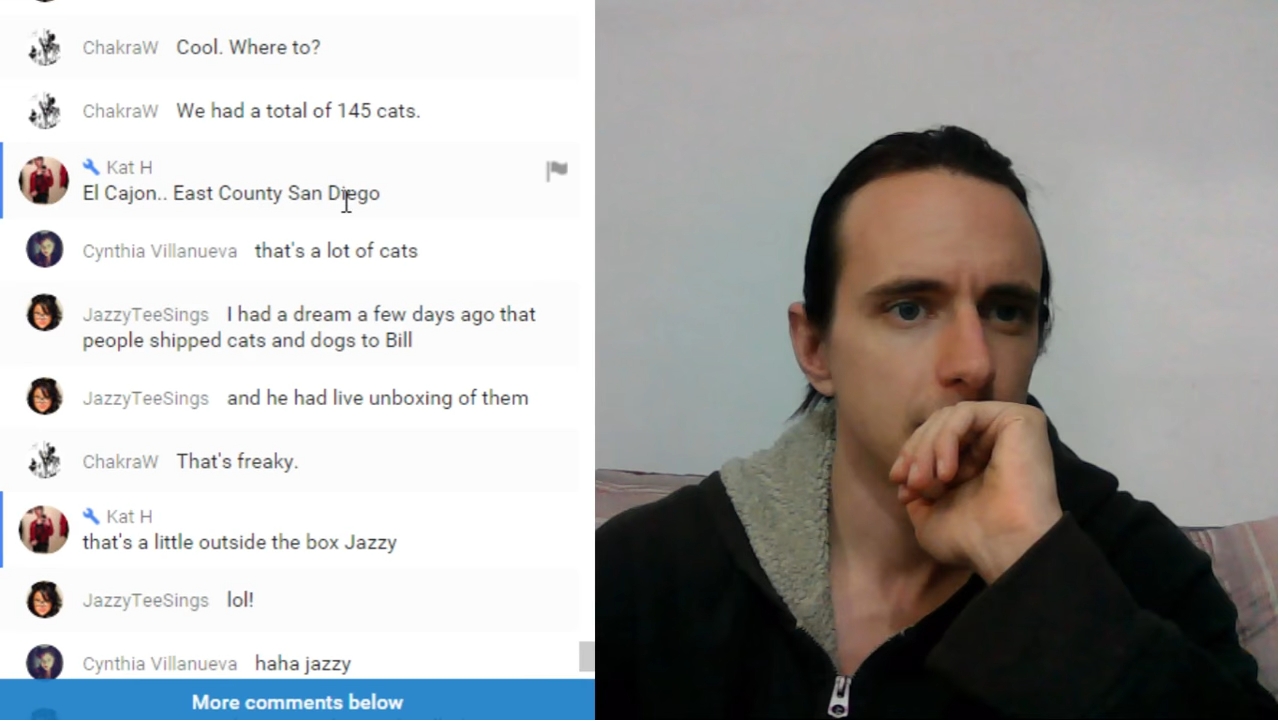 ChakraW Cool. Where to?
ChakraW We had a total of 145 cats.
Kat H
El Cajon.. East County San Diego
Cynthia Villanueva that's a lot of cats
JazzyTeeSings I had a dream a few days ago that
people shipped cats and dogs to Bill
JazzyTeeSings and he had live unboxing of them
ChakraW That's freaky.
Kat H
that's a little outside the box Jazzy
JazzyTeeSings lol!
Cynthia Villanueva haha jazzy
More comments below